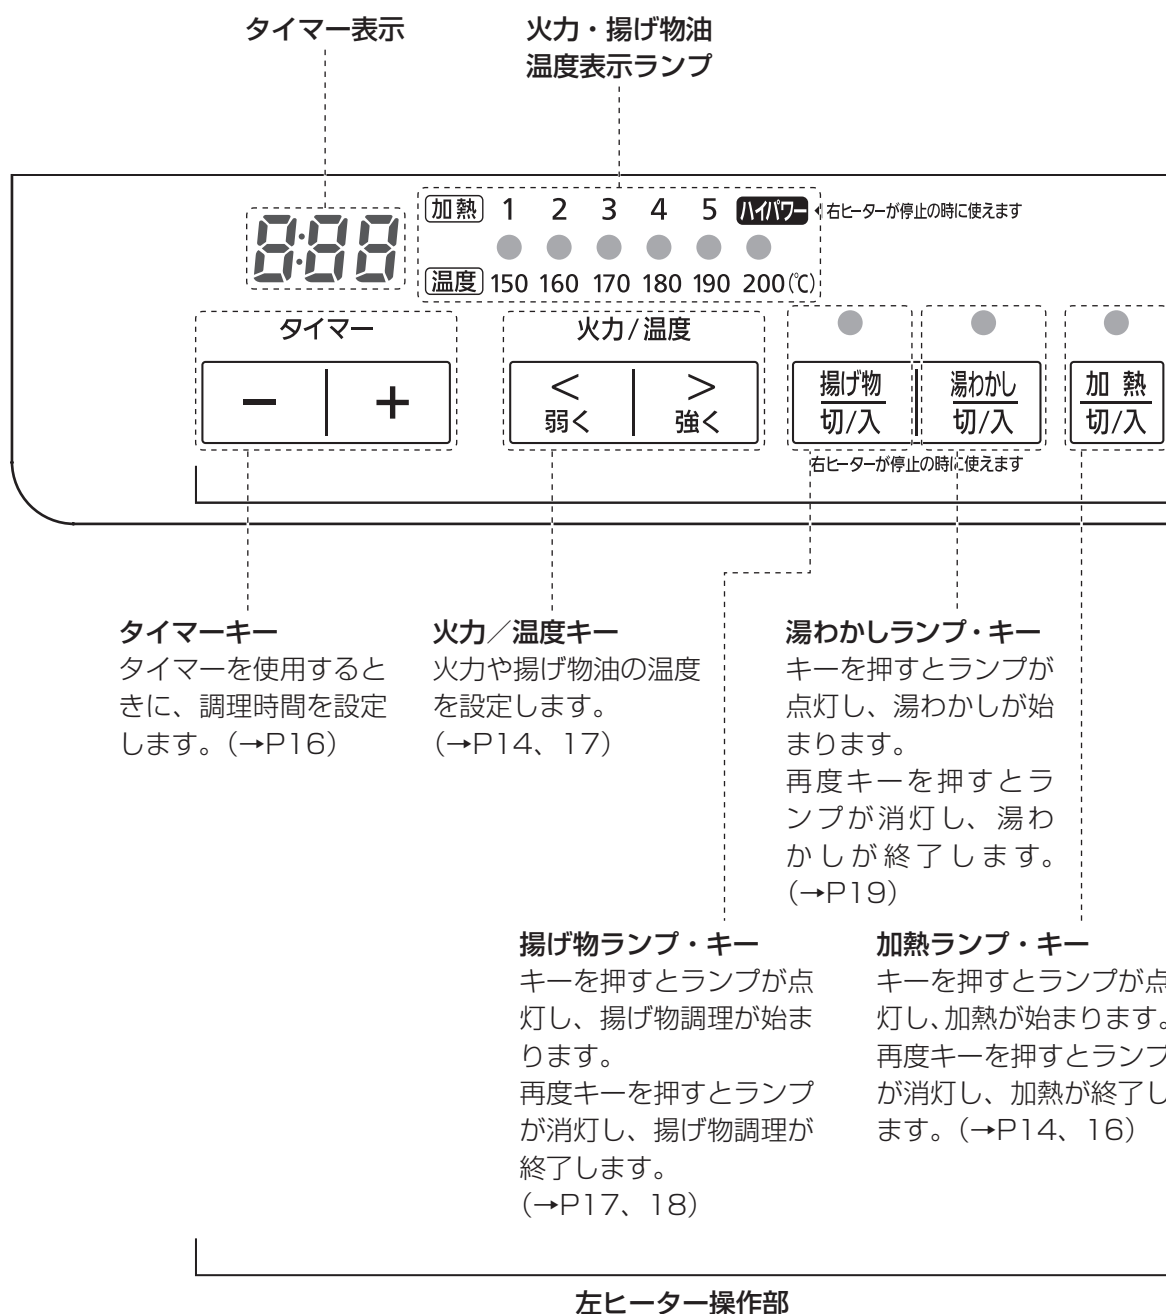 タイマー表示
火力・揚げ物油
温度表示ランプ
加熱 1 2 3 4 5 ハイパワー 右ヒーターが停止の時に使えます
8:88
温度 150 160 170 180 190 200(℃)
タイマー
− +
火力/温度
< >
弱く 強く
揚げ物
切/入
湯わかし
切/入
加 熱
切/入
右ヒーターが停止の時に使えます
タイマーキー
タイマーを使用すると
きに、調理時間を設定
します。(→P16)
火力／温度キー
火力や揚げ物油の温度
を設定します。
(→P14、17)
湯わかしランプ・キー
キーを押すとランプが
点灯し、湯わかしが始
まります。
再度キーを押すとラ
ンプが消灯し、湯わ
かしが終了します。
(→P19)
揚げ物ランプ・キー
キーを押すとランプが点
灯し、揚げ物調理が始ま
ります。
再度キーを押すとランプ
が消灯し、揚げ物調理が
終了します。
(→P17、18)
加熱ランプ・キー
キーを押すとランプが点
灯し、加熱が始まります。
再度キーを押すとランプ
が消灯し、加熱が終了し
ます。(→P14、16)
左ヒーター操作部